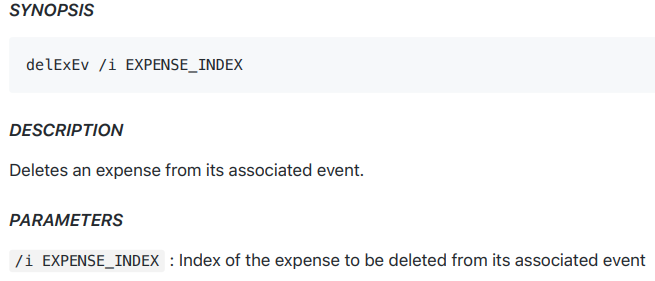 SYNOPSIS
delExEv /i EXPENSE_INDEX
DESCRIPTION
Deletes an expense from its associated event.
PARAMETERS
/i EXPENSE_INDEX : Index of the expense to be deleted from its associated event